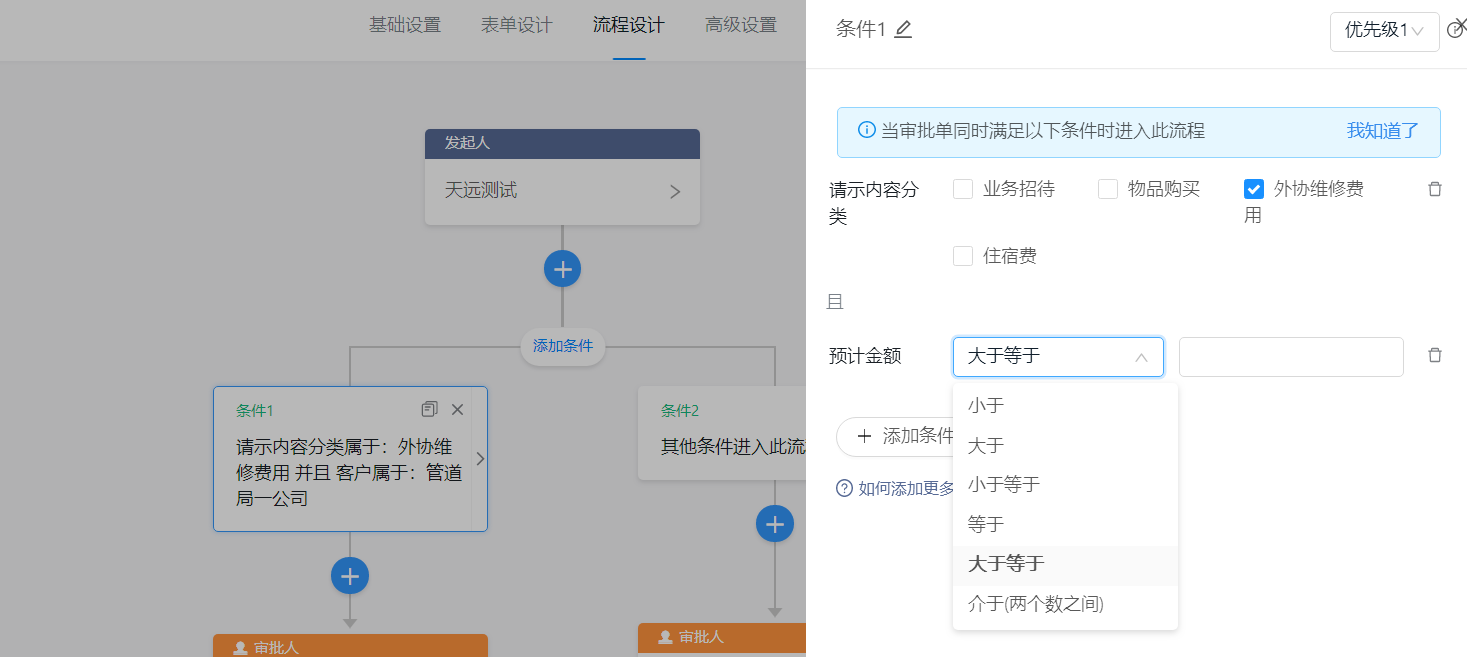 基础设置 表单设计 流程设计 高级设置
发起人
天远测试
添加条件
条件1
请示内容分类属于：外协维
修费用 并且 客户属于：管道
局一公司
条件2
其他条件进入此流
审批人
审批人
条件1
优先级1
当审批单同时满足以下条件时进入此流程 我知道了
请示内容分
类
业务招待 物品购买 外协维修费
用
住宿费
且
预计金额 大于等于
小于
大于
小于等于
等于
大于等于
介于(两个数之间)
添加条件
如何添加更多